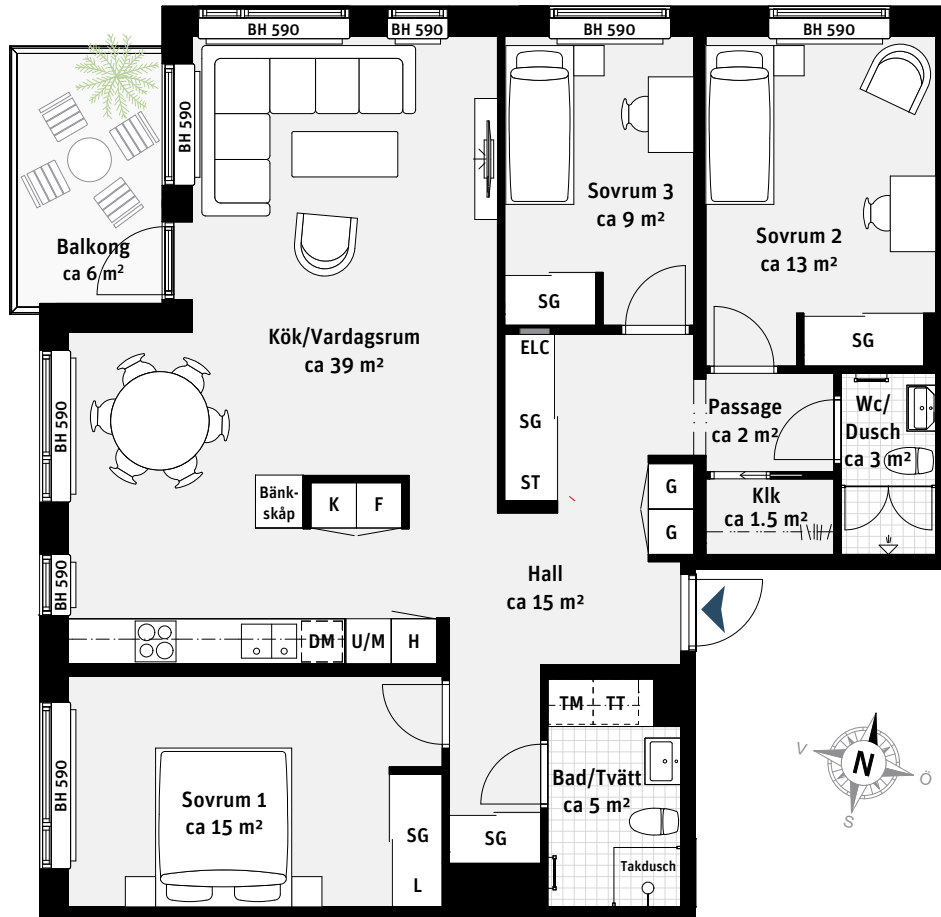 BH 590
BH 590
BH 590
BH 590
BH 590
Balkong
ca 6 m²
Sovrum 3
ca 9 m²
Sovrum 2
ca 13 m²
SG
SG
Kök/Vardagsrum
ca 39 m²
ELC
SG
ST
BH 590
Passage
ca 2 m²
Wc/
Dusch
ca 3 m²
Bänk-
skåp
K
F
G
G
Klk
ca 1.5 m²
BH 590
Hall
ca 15 m²
DM
U/M
H
BH 590
Sovrum 1
ca 15 m²
SG
L
SG
TM
TT
Bad/Tvätt
ca 5 m²
Takdusch
V
N
Ö
S